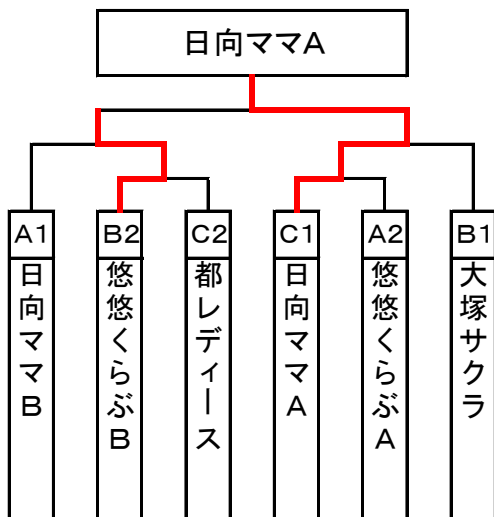 日向ママA
A1
B2
C2
C1
A2
B1
日向ママB
悠悠くらぶB
都レディース
日向ママA
悠悠くらぶA
大塚サクラ